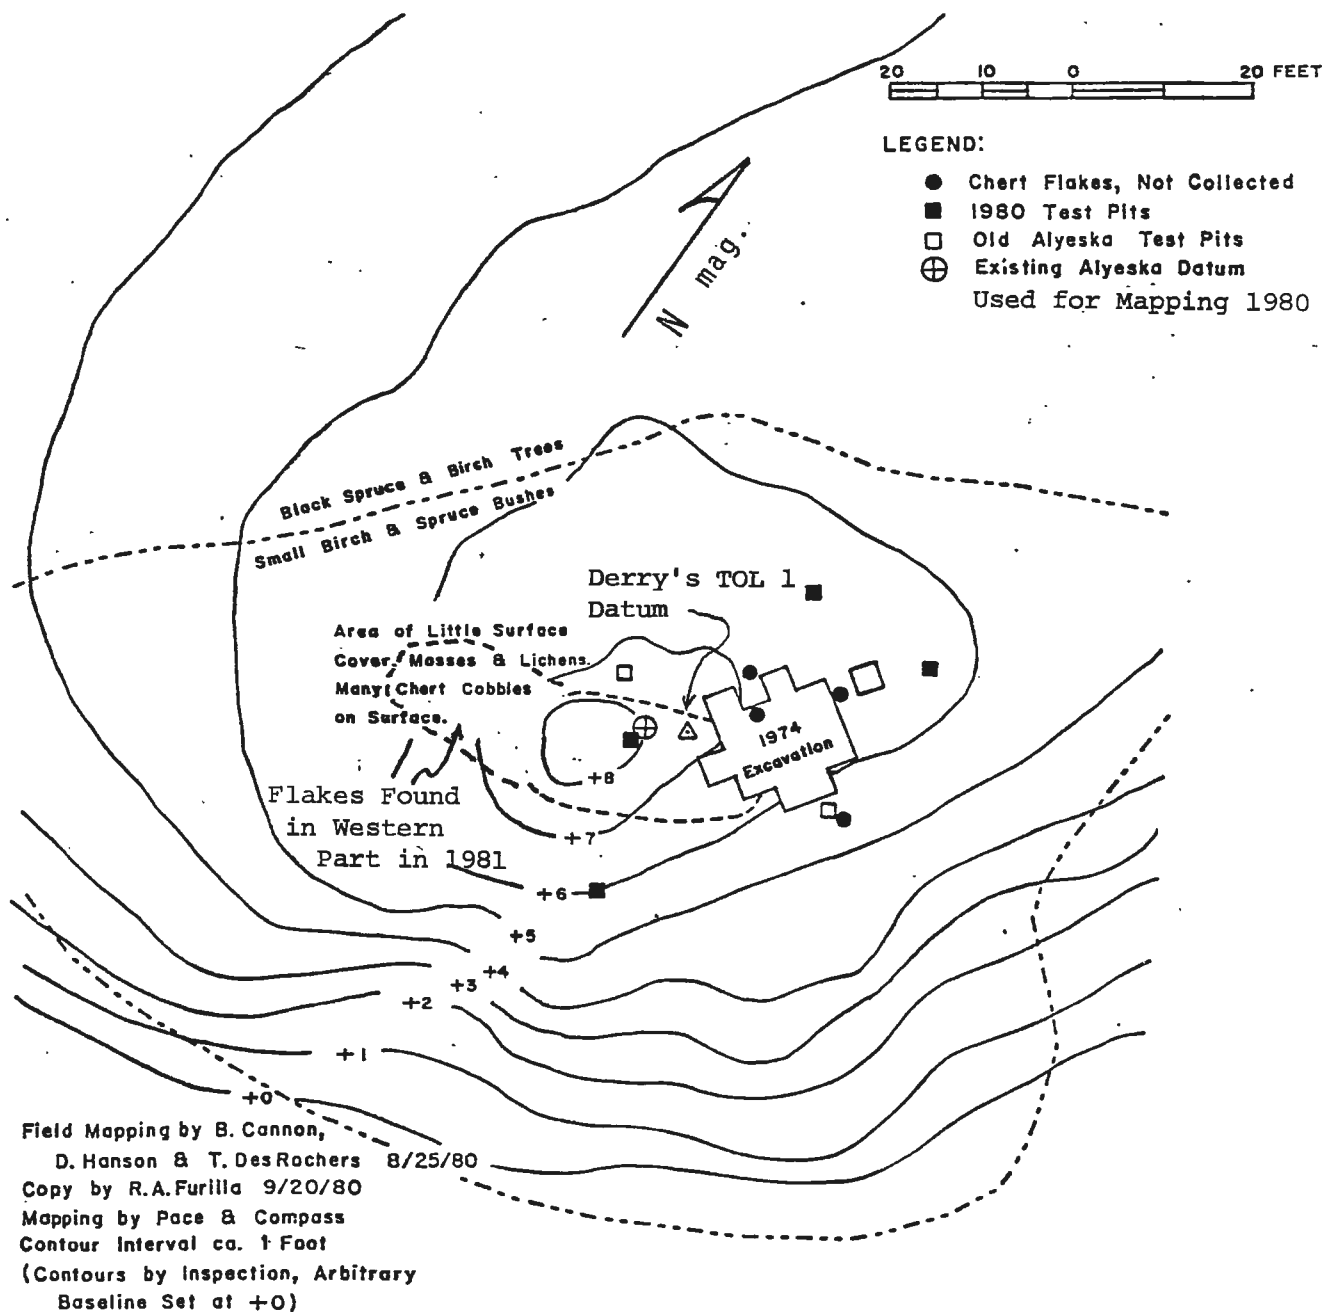 20 10 0 20 FEET
LEGEND:
Chert Flakes, Not Collected
1980 Test Pits
Old Alyeska Test Pits
Existing Alyeska Datum
Used for Mapping 1980
N mag.
Black Spruce & Birch Trees
Small Birch & Spruce Bushes
Derry's TOL 1
Datum
Area of Little Surface
Cover. Mosses & Lichens.
Many Chert Cobbles
on Surface.
1974
Excavation
+8
Flakes Found
in Western
Part in 1981
+7
+6
+5
+4
+3
+2
+1
+0
Field Mapping by B. Cannon,
D. Hanson & T. DesRochers 8/25/80
Copy by R.A. Furilla 9/20/80
Mapping by Pace & Compass
Contour Interval ca. 1 Foot
(Contours by Inspection, Arbitrary
Baseline Set at +0)